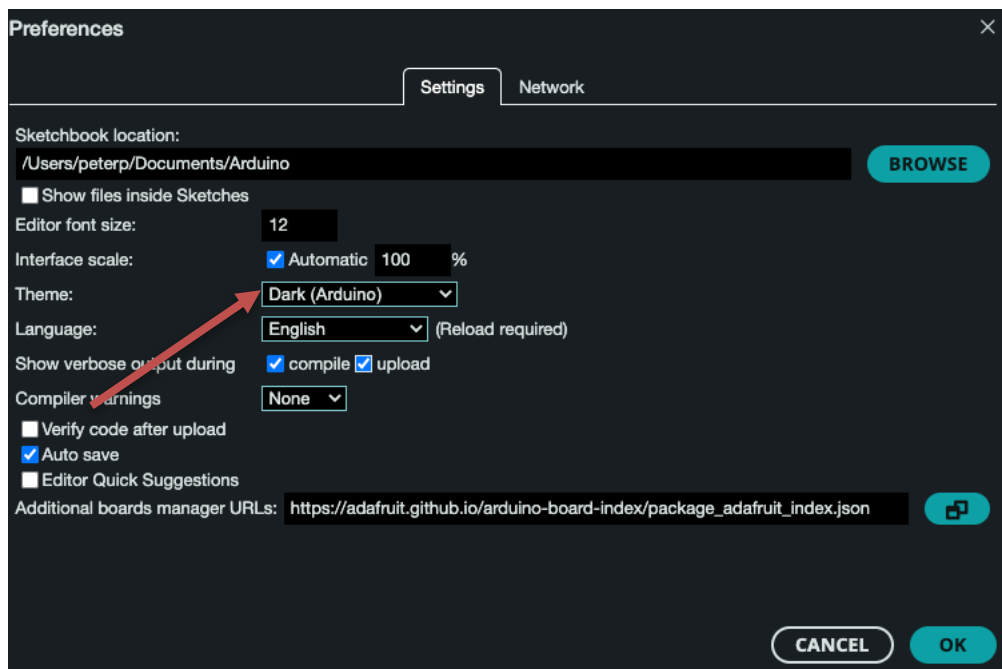 Preferences
Settings Network
Sketchbook location:
/Users/peterp/Documents/Arduino BROWSE
Show files inside Sketches
Editor font size: 12
Interface scale: Automatic 100 %
Theme: Dark (Arduino)
Language: English (Reload required)
Show verbose output during compile upload
Compiler warnings None
Verify code after upload
Auto save
Editor Quick Suggestions
Additional boards manager URLs: https://adafruit.github.io/arduino-board-index/package_adafruit_index.json
CANCEL OK